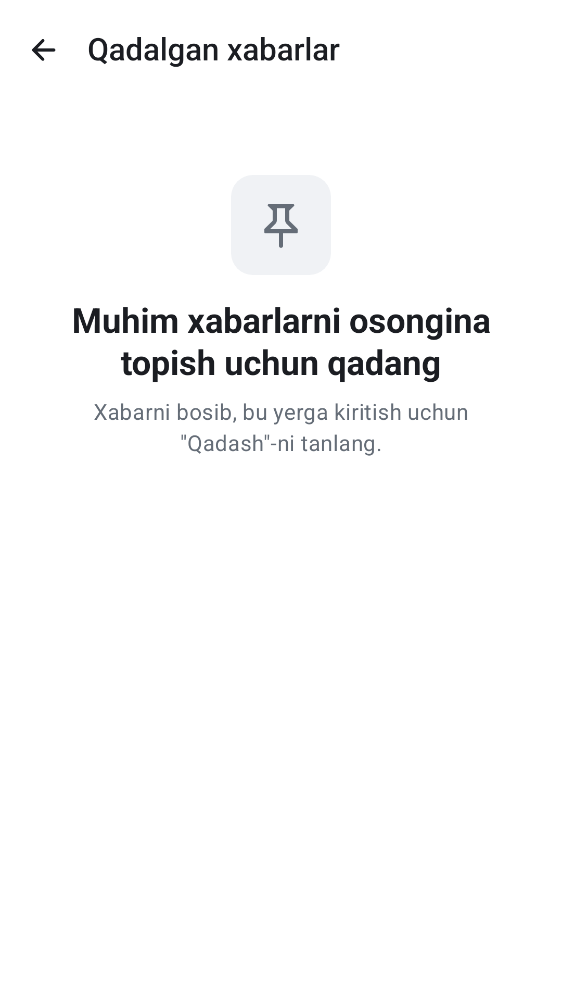 Qadalgan xabarlar
Muhim xabarlarni osongina
topish uchun qadang
Xabarni bosib, bu yerga kiritish uchun
"Qadash"-ni tanlang.